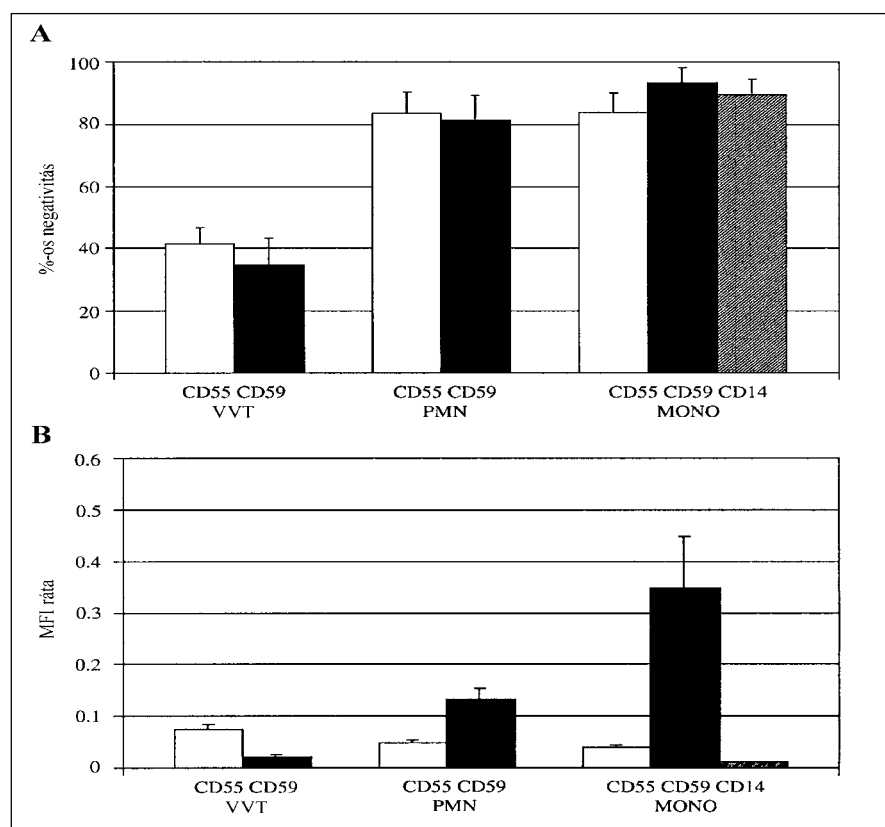 A
100
80
60
40
20
0
%-os negativitás
CD55 CD59
VVT
CD55 CD59
PMN
CD55 CD59 CD14
MONO
B
0.6
0.5
0.4
0.3
0.2
0.1
0
MFI ráta
CD55 CD59
VVT
CD55 CD59
PMN
CD55 CD59 CD14
MONO